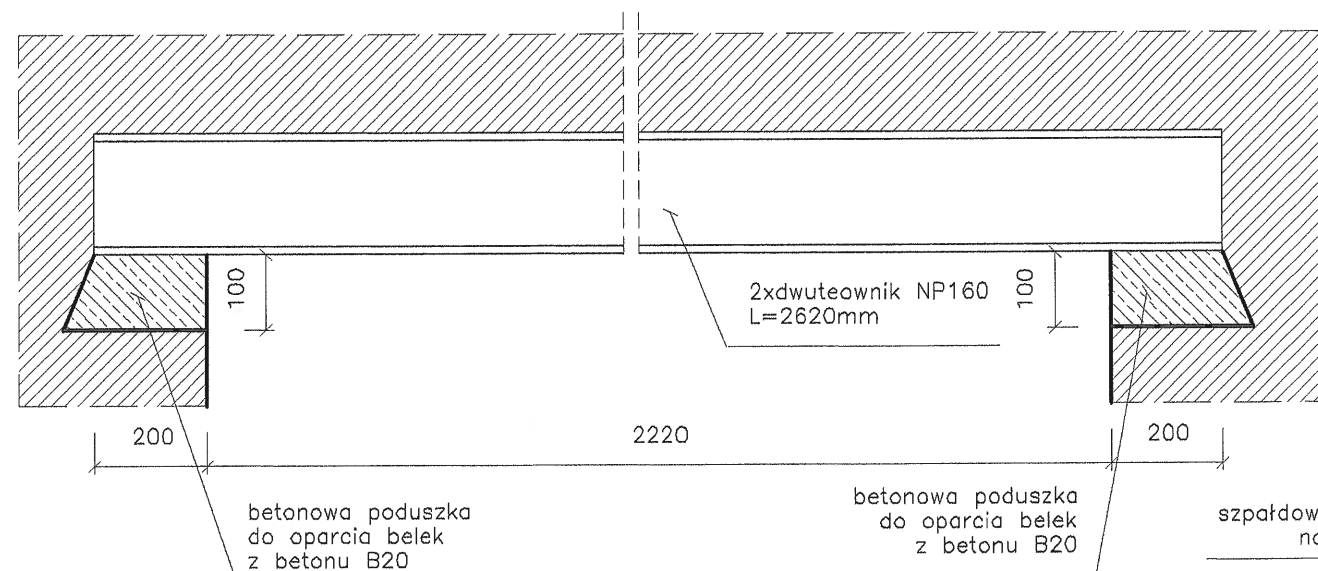 100
2xdwuteownik NP160
L=2620mm
100
200
2220
200
betonowa poduszka
do oparcia belek
z betonu B20
betonowa poduszka
do oparcia belek
z betonu B20